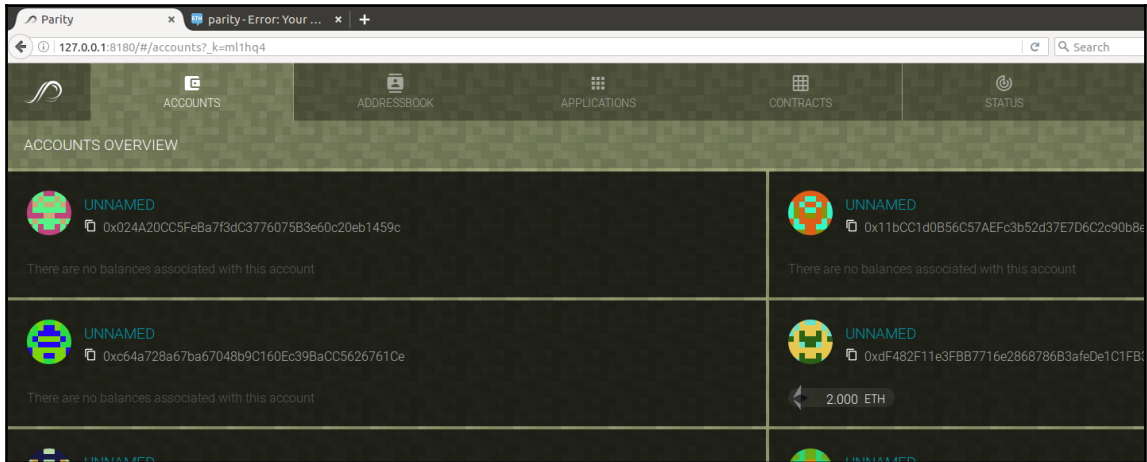 Parity
parity - Error: Your ...
127.0.0.1:8180/#/accounts?_k=ml1hq4
Search
ACCOUNTS
ADDRESSBOOK
APPLICATIONS
CONTRACTS
STATUS
ACCOUNTS OVERVIEW
UNNAMED
0x024A20CC5FeBa7f3dC3776075B3e60c20eb1459c
There are no balances associated with this account
UNNAMED
0x11bCC1d0B56C57AEFc3b52d37E7D6C2c90b8e
There are no balances associated with this account
UNNAMED
0xc64a728a67ba67048b9C160Ec39BaCC5626761Ce
There are no balances associated with this account
UNNAMED
0xdF482F11e3FBB7716e2868786B3afeDe1C1FB3
2.000 ETH
UNNAMED
UNNAMED